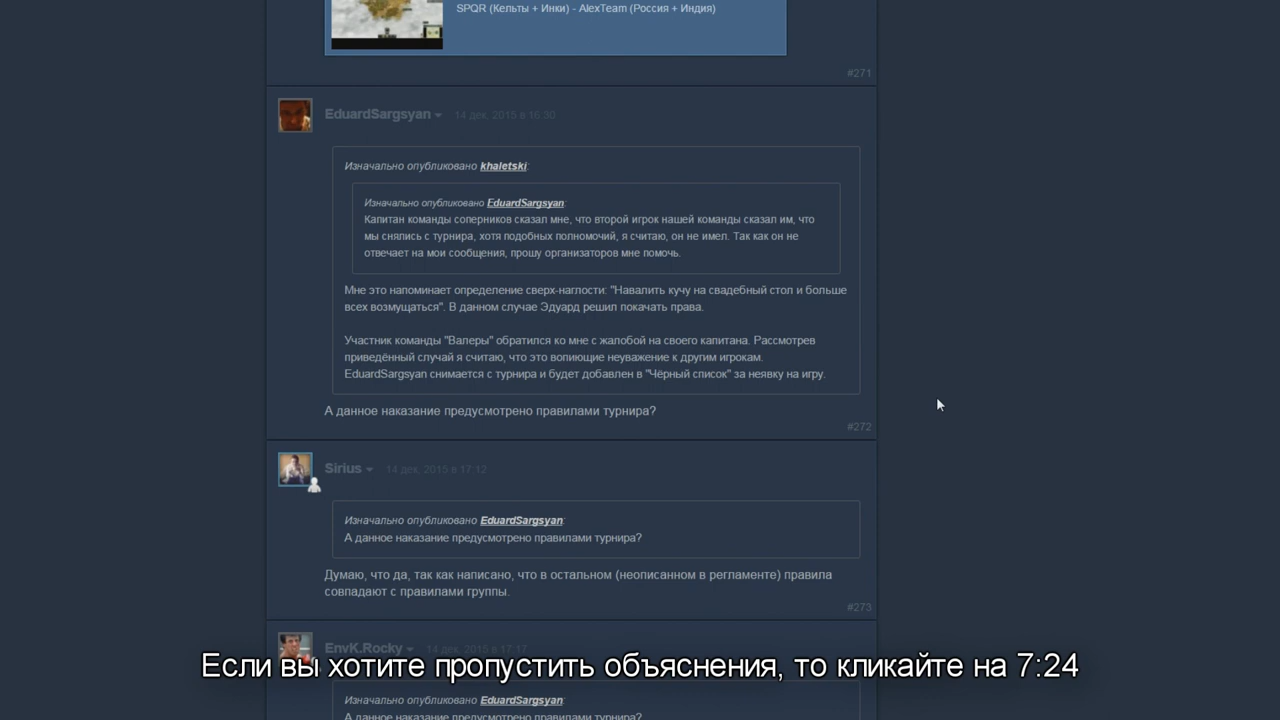 SPQR (Кельты + Инки) - AlexTeam (Россия + Индия)
#271
EduardSargsyan 14 дек. 2015 в 16:30
Изначально опубликовано khaletski:
Изначально опубликовано EduardSargsyan:
Капитан команды соперников сказал мне, что второй игрок нашей команды сказал им, что
мы снялись с турнира, хотя подобных полномочий, я считаю, он не имел. Так как он не
отвечает на мои сообщения, прошу организаторов мне помочь.
Мне это напоминает определение сверх-наглости: "Навалить кучу на свадебный стол и больше
всех возмущаться". В данном случае Эдуард решил покачать права.
Участник команды "Валеры" обратился ко мне с жалобой на своего капитана. Рассмотрев
приведённый случай я считаю, что это вопиющие неуважение к другим игрокам.
EduardSargsyan снимается с турнира и будет добавлен в "Чёрный список" за неявку на игру.
А данное наказание предусмотрено правилами турнира?
#272
Sirius 14 дек. 2015 в 17:12
Изначально опубликовано EduardSargsyan:
А данное наказание предусмотрено правилами турнира?
Думаю, что да, так как написано, что в остальном (неописанном в регламенте) правила
совпадают с правилами группы.
#273
EnvK.Rocky 14 дек. 2015 в 17:17
Если вы хотите пропустить объяснения, то кликайте на 7:24
Изначально опубликовано EduardSargsyan:
А данное наказание предусмотрено правилами турнира?